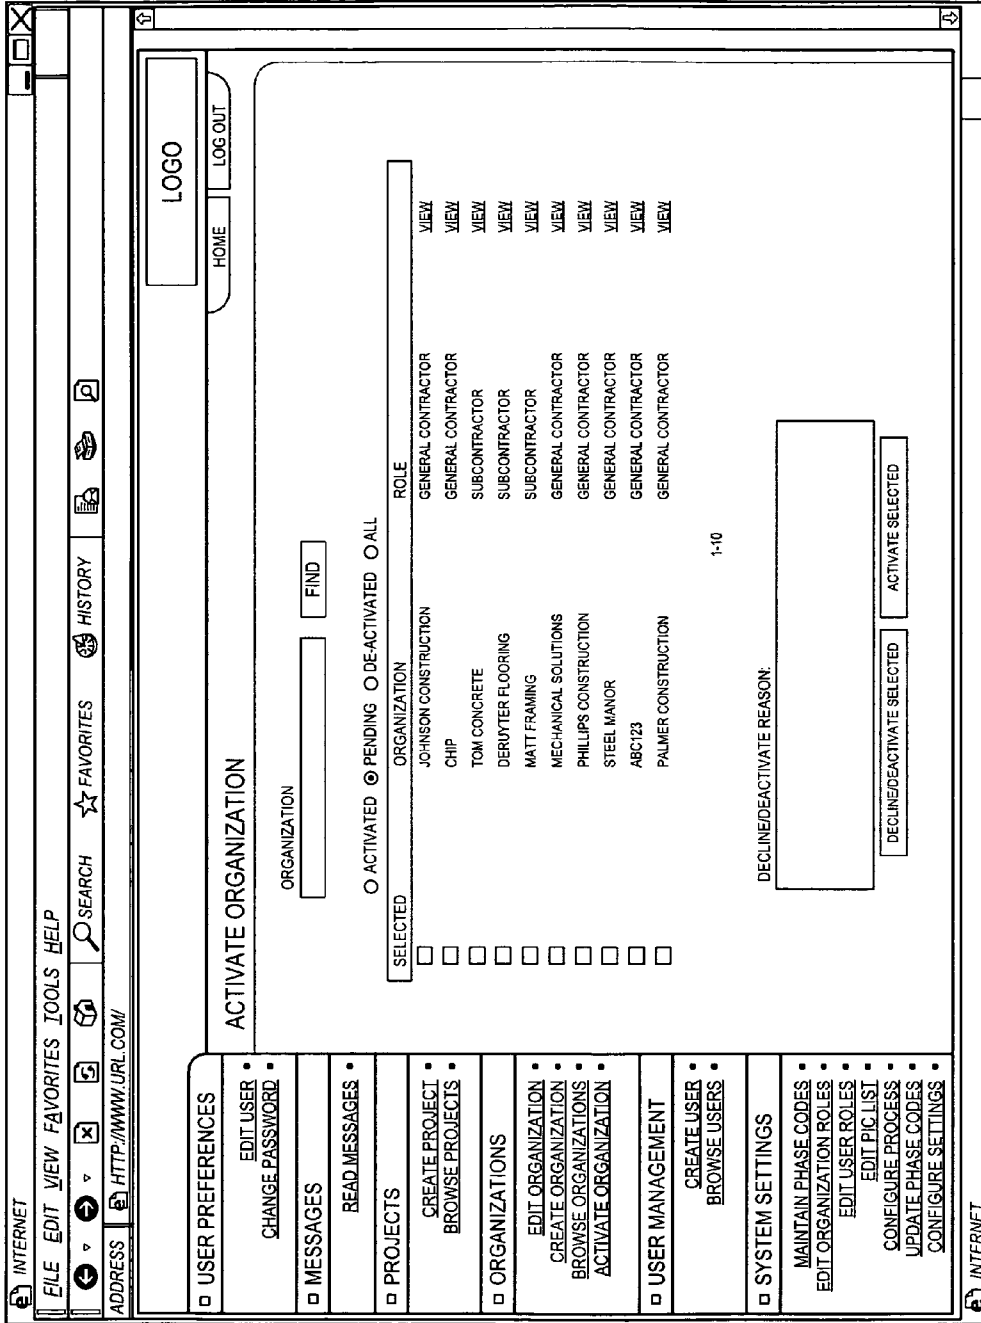 INTERNET
FILE EDIT VIEW FAVORITES TOOLS HELP
SEARCH FAVORITES HISTORY
ADDRESS HTTP://WWW.URL.COM/
LOGO
HOME LOG OUT
USER PREFERENCES
EDIT USER
CHANGE PASSWORD
MESSAGES
READ MESSAGES
PROJECTS
CREATE PROJECT
BROWSE PROJECTS
ORGANIZATIONS
EDIT ORGANIZATION
CREATE ORGANIZATION
BROWSE ORGANIZATIONS
ACTIVATE ORGANIZATION
USER MANAGEMENT
CREATE USER
BROWSE USERS
SYSTEM SETTINGS
MAINTAIN PHASE CODES
EDIT ORGANIZATION ROLES
EDIT USER ROLES
EDIT PIC LIST
CONFIGURE PROCESS
UPDATE PHASE CODES
CONFIGURE SETTINGS
ACTIVATE ORGANIZATION
ORGANIZATION
FIND
ACTIVATED PENDING DE-ACTIVATED ALL
SELECTED ORGANIZATION ROLE
JOHNSON CONSTRUCTION GENERAL CONTRACTOR VIEW
CHIP GENERAL CONTRACTOR VIEW
TOM CONCRETE SUBCONTRACTOR VIEW
DERUYTER FLOORING SUBCONTRACTOR VIEW
MATT FRAMING SUBCONTRACTOR VIEW
MECHANICAL SOLUTIONS GENERAL CONTRACTOR VIEW
PHILLIPS CONSTRUCTION GENERAL CONTRACTOR VIEW
STEEL MANOR GENERAL CONTRACTOR VIEW
ABC123 GENERAL CONTRACTOR VIEW
PALMER CONSTRUCTION GENERAL CONTRACTOR VIEW
1-10
DECLINE/DEACTIVATE REASON:
DECLINE/DEACTIVATE SELECTED ACTIVATE SELECTED
INTERNET